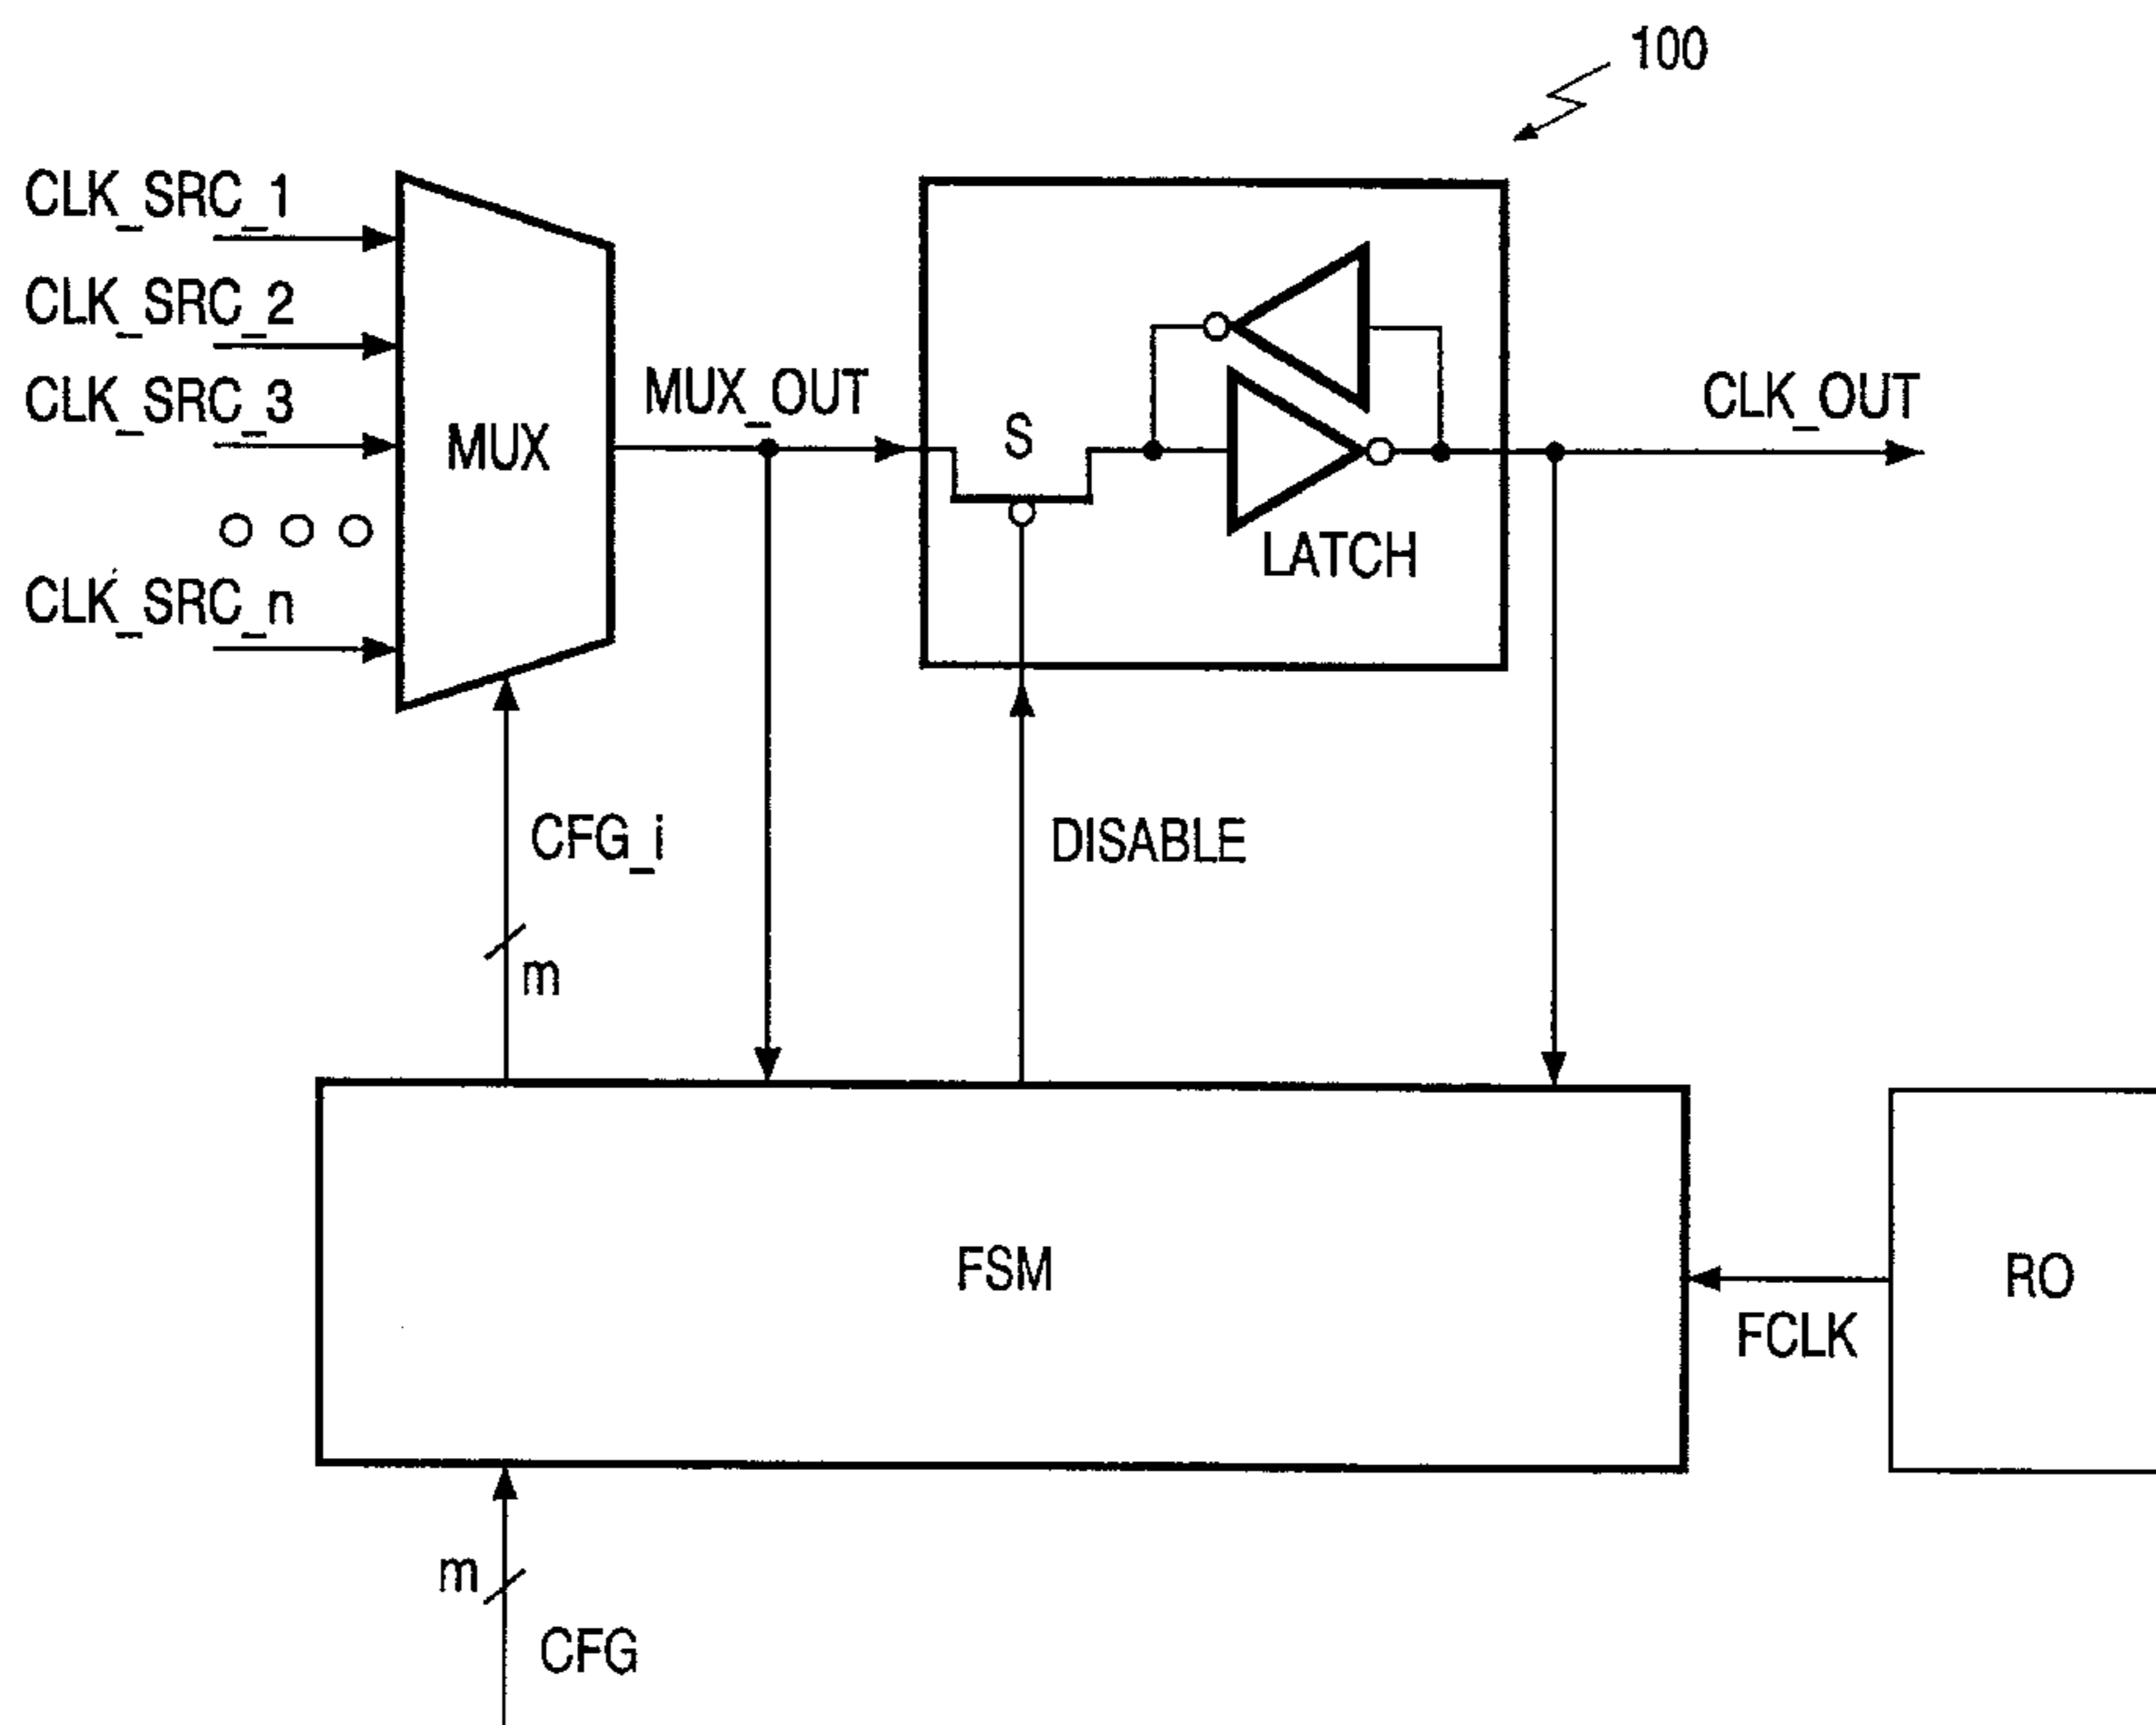 100
CLK_SRC_1
CLK_SRC_2
CLK_SRC_3
CLK_SRC_n
MUX
MUX_OUT
S
LATCH
CLK_OUT
CFG_i
m
DISABLE
FSM
FCLK
RO
m
CFG